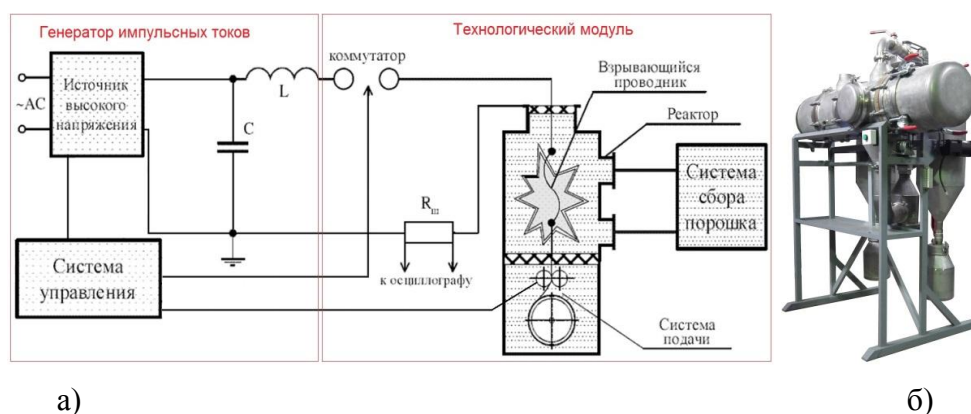 Генератор импульсных токов
Технологический модуль
~AC
Источник
высокого
напряжения
L
C
коммутатор
Взрывающийся
проводник
Реактор
Система
сбора
порошка
Rш
к осциллографу
Система
управления
Система
подачи
а)
б)